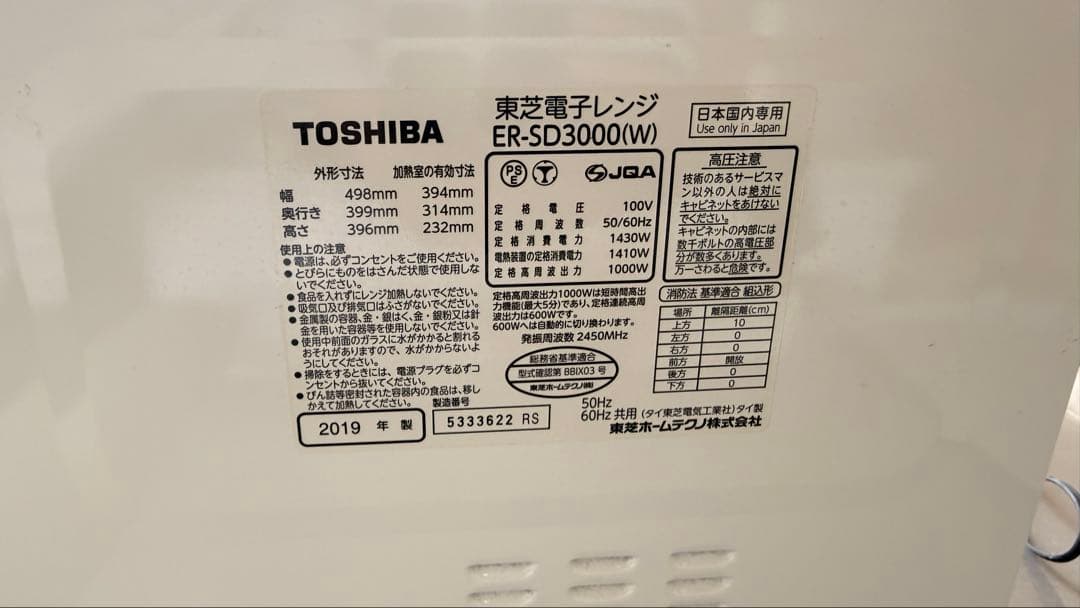 TOSHIBA
東芝電子レンジ
ER-SD3000(W)
日本国内専用
Use only in Japan
外形寸法 加熱室の有効寸法
幅 498mm 394mm
奥行き 399mm 314mm
高さ 396mm 232mm
使用上の注意
●電源は、必ずコンセントをご使用ください。
●とびらにものをはさんだ状態で使用しな
いでください。
●食品を入れずにレンジ加熱しないでください。
●吸気口及び排気口はふさがないでください。
●金属製の容器、金・銀はく、金・銀粉又は針
金を用いた容器等を使用しないでください。
●使用中前面のガラスに水がかかると割れる
おそれがありますので、水がかからないよ
うにしてください。
●掃除をするときには、電源プラグを必ずコ
ンセントから抜いてください。
●びん詰等密封された容器内の食品は、移し
かえて加熱してください。
2019 年 製
製造番号
5333622 RS
PS
E
JQA
定格電圧 100V
定格周波数 50/60Hz
定格消費電力 1430W
電熱装置の定格消費電力 1410W
定格高周波出力 1000W
定格高周波出力1000Wは短時間高出
力機能(最大5分)であり、定格連続高周
波出力は600Wです。
600Wへは自動的に切り換わります。
発振周波数 2450MHz
総務省基準適合
型式確認第 BBIX03 号
東芝ホームテクノ(株)
高圧注意
技術のあるサービスマ
ン以外の人は絶対に
キャビネットをあけない
でください。
キャビネットの内部には
数千ボルトの高電圧部
分が数多くあります。
万一さわると危険です。
消防法 基準適合 組込形
場所 離隔距離(cm)
上方 10
左方 0
右方 0
前方 開放
後方 0
下方 0
50Hz
60Hz 共用 (タイ東芝電気工業社)タイ製
東芝ホームテクノ株式会社